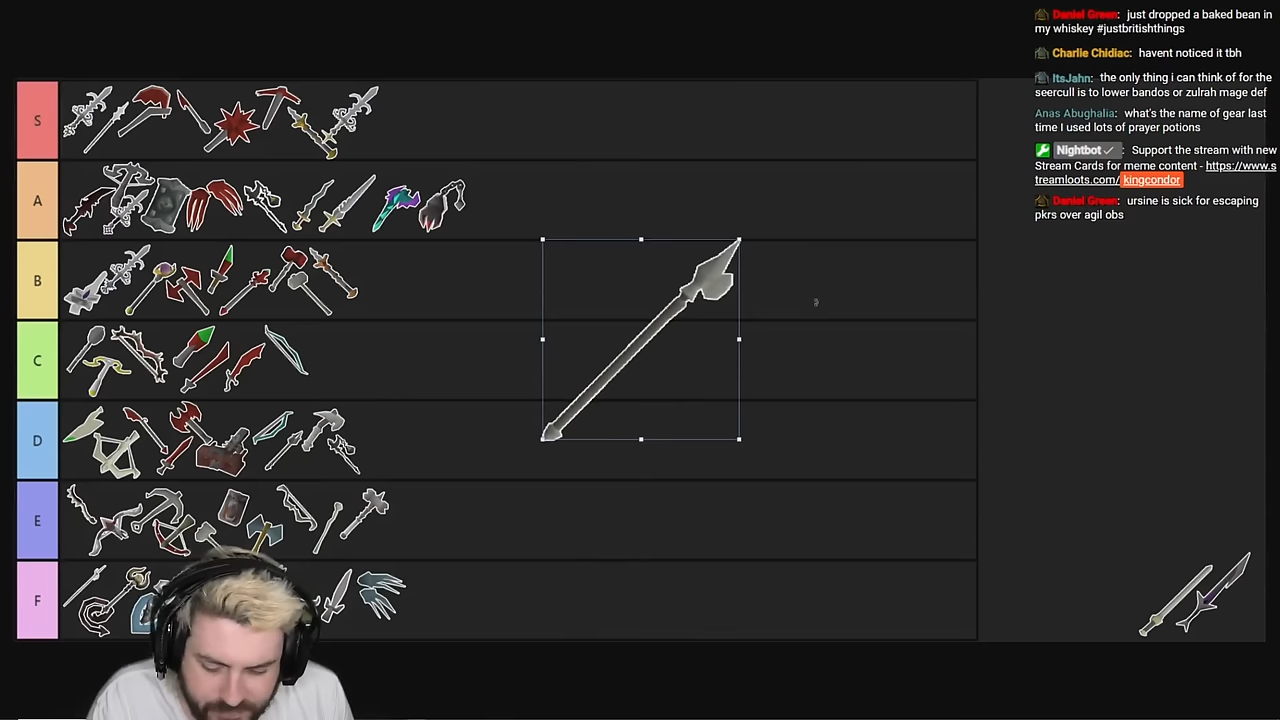 Daniel Green: just dropped a baked bean in
my whiskey #justbritishthings
Charlie Chidiac: havent noticed it tbh
ItsJahn: the only thing i can think of for the
seercull is to lower bandos or zulrah mage def
Anas Abughalia: what's the name of gear last
time I used lots of prayer potions
Nightbot: Support the stream with new
Stream Cards for meme content - https://www.s
treamloots.com/kingcondor
Daniel Green: ursine is sick for escaping
pkrs over agil obs
S
A
B
C
D
E
F